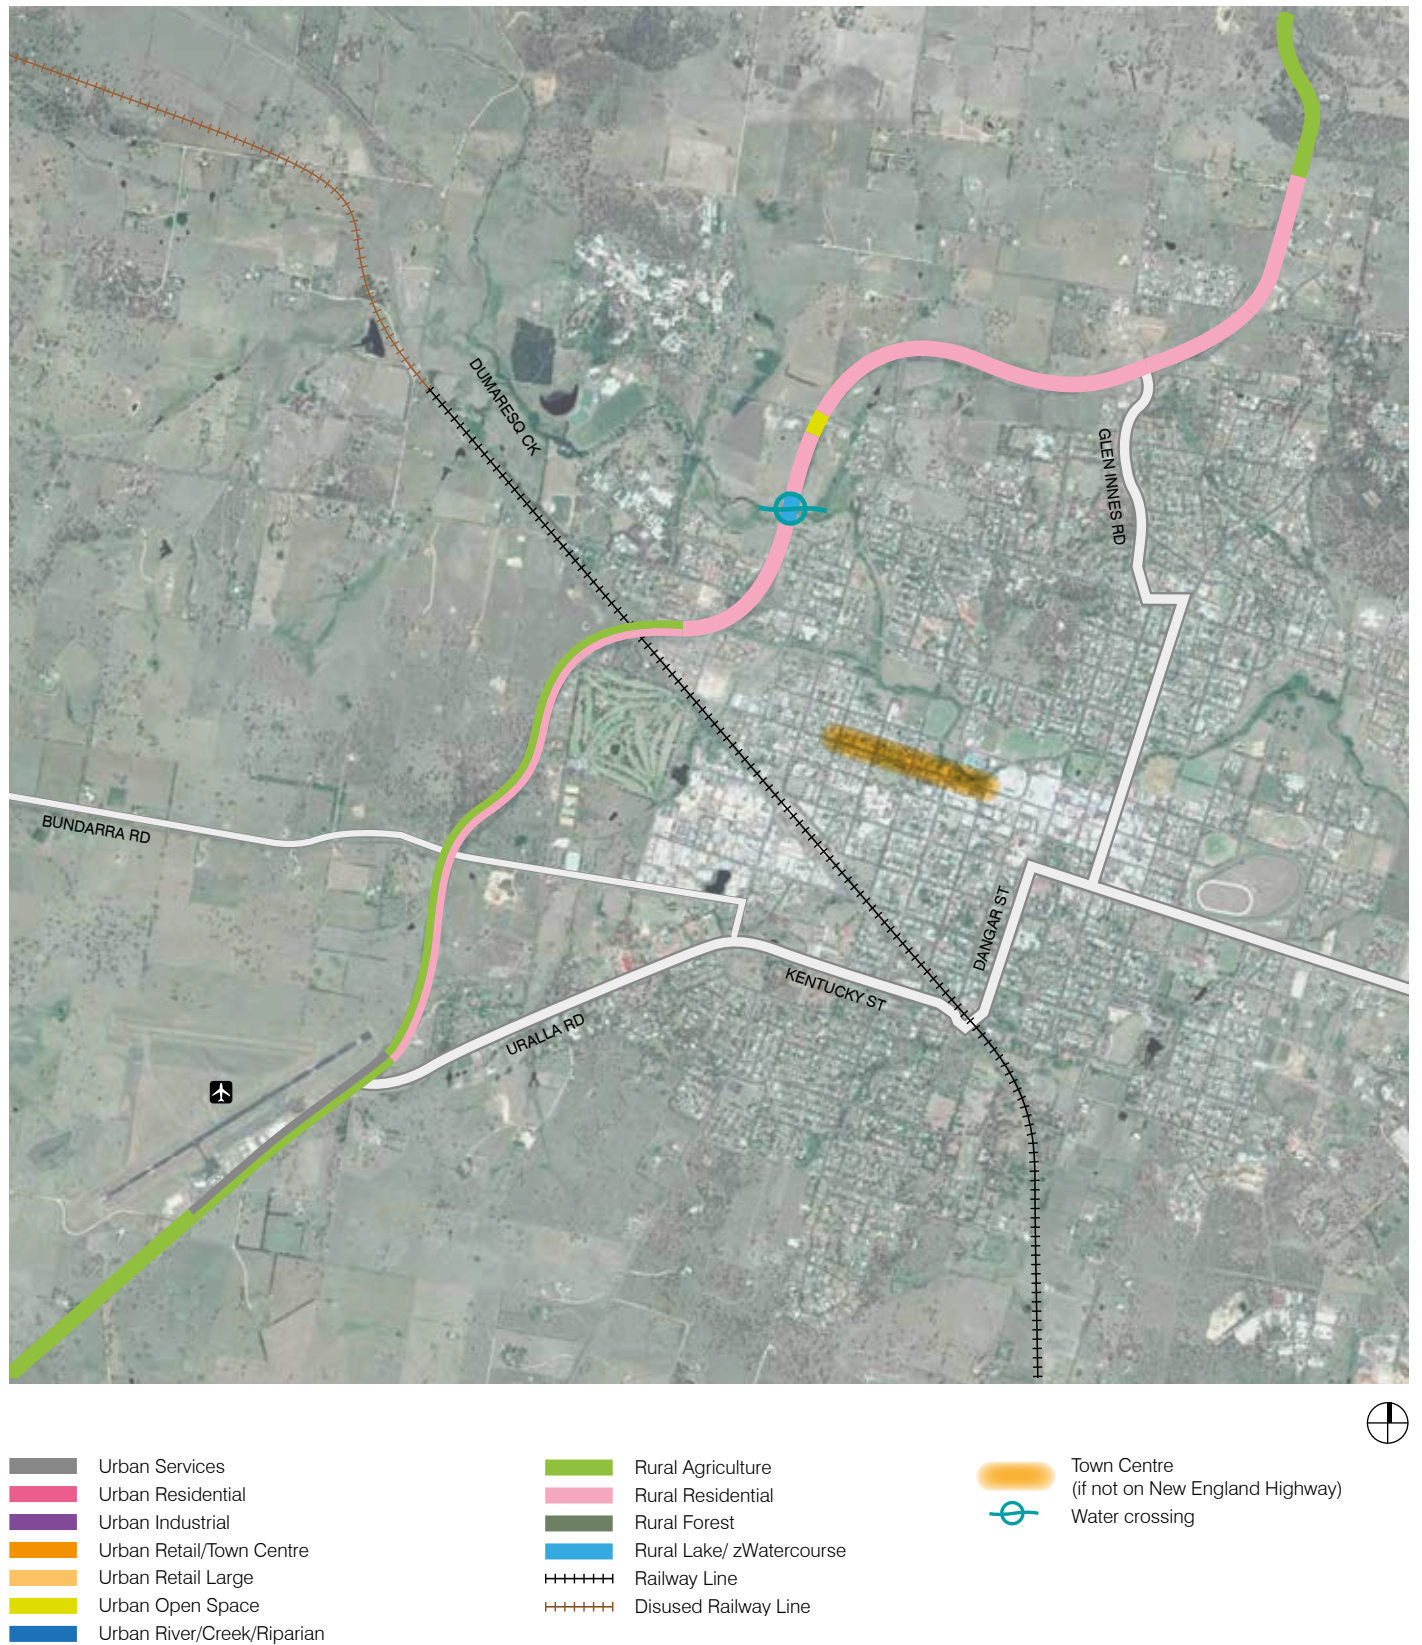 DUMARESQ CK
GLEN INNES RD
BUNDARRA RD
DANGAR ST
KENTUCKY ST
URALLA RD
Urban Services
Urban Residential
Urban Industrial
Urban Retail/Town Centre
Urban Retail Large
Urban Open Space
Urban River/Creek/Riparian
Rural Agriculture
Rural Residential
Rural Forest
Rural Lake/ zWatercourse
Railway Line
Disused Railway Line
Town Centre
(if not on New England Highway)
Water crossing